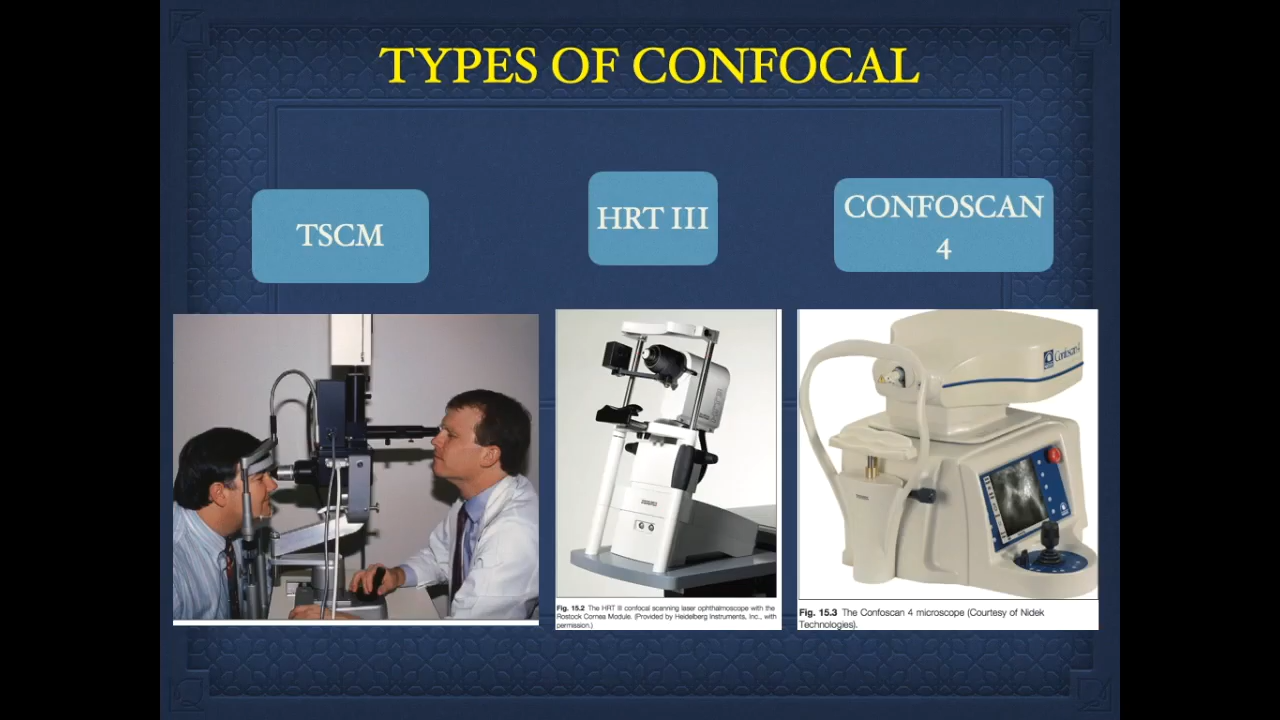 TYPES OF CONFOCAL
TSCM
HRT III
CONFOSCAN
4
Confoscan 4
Fig. 15.2 The HRT III confocal scanning laser ophthalmoscope with the
Rostock Cornea Module. (Provided by Heidelberg Instruments, Inc., with
permission.)
Fig. 15.3 The Confoscan 4 microscope (Courtesy of Nidek
Technologies).